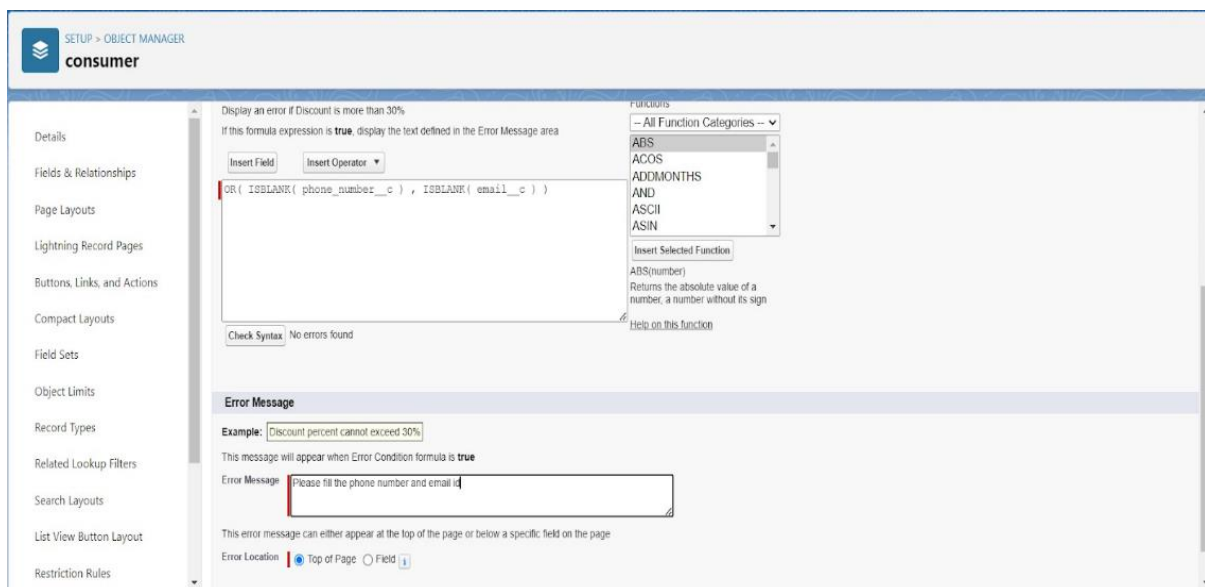 SETUP > OBJECT MANAGER
consumer
Details
Fields & Relationships
Page Layouts
Lightning Record Pages
Buttons, Links, and Actions
Compact Layouts
Field Sets
Object Limits
Record Types
Related Lookup Filters
Search Layouts
List View Button Layout
Restriction Rules
Display an error if Discount is more than 30%
If this formula expression is true, display the text defined in the Error Message area
Insert Field Insert Operator
OR( ISBLANK( phone_number__c ) , ISBLANK( email__c ) )
Check Syntax No errors found
Functions
-- All Function Categories --
ABS
ACOS
ADDMONTHS
AND
ASCII
ASIN
Insert Selected Function
ABS(number)
Returns the absolute value of a
number, a number without its sign
Help on this function
Error Message
Example: Discount percent cannot exceed 30%
This message will appear when Error Condition formula is true
Error Message Please fill the phone number and email id
This error message can either appear at the top of the page or below a specific field on the page
Error Location Top of Page Field i